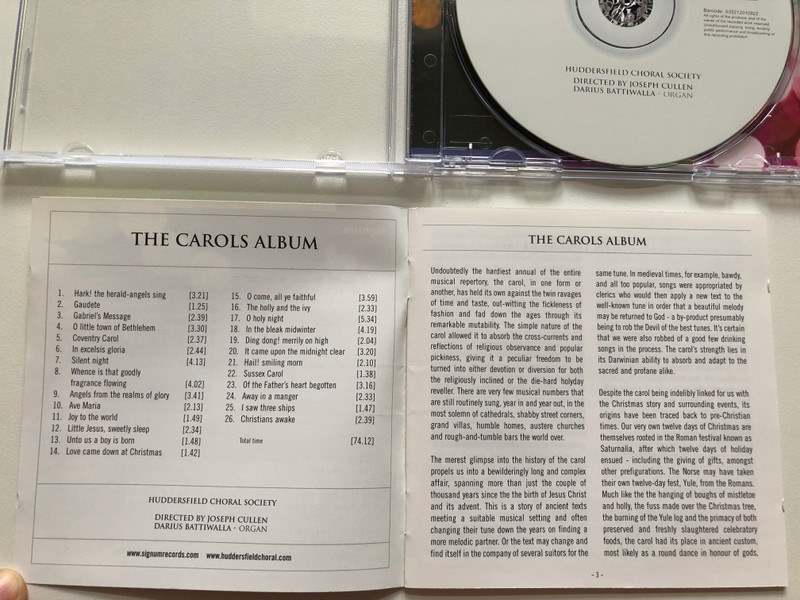 Barcode: 635212010822
HUDDERSFIELD CHORAL SOCIETY
DIRECTED BY JOSEPH CULLEN
DARIUS BATTIWALLA - ORGAN
THE CAROLS ALBUM
1. Hark! the herald-angels sing [3.21]
2. Gaudete [1.25]
3. Gabriel's Message [2.39]
4. O little town of Bethlehem [3.30]
5. Coventry Carol [2.37]
6. In excelsis gloria [2.44]
7. Silent night [4.13]
8. Whence is that goodly
fragrance flowing [4.02]
9. Angels from the realms of glory [3.41]
10. Ave Maria [2.13]
11. Joy to the world [1.49]
12. Little Jesus, sweetly sleep [2.34]
13. Unto us a boy is born [1.48]
14. Love came down at Christmas [1.42]
15. O come, all ye faithful [3.59]
16. The holly and the ivy [2.33]
17. O holy night [5.34]
18. In the bleak midwinter [4.19]
19. Ding dong! merrily on high [2.04]
20. It came upon the midnight clear [3.20]
21. Hail! smiling morn [2.10]
22. Sussex Carol [1.38]
23. Of the Father's heart begotten [3.16]
24. Away in a manger [2.33]
25. I saw three ships [1.47]
26. Christians awake [2.39]
Total time [74.12]
HUDDERSFIELD CHORAL SOCIETY
DIRECTED BY JOSEPH CULLEN
DARIUS BATTIWALLA - ORGAN
www.signumrecords.com www.huddersfieldchoral.com
THE CAROLS ALBUM
Undoubtedly the hardiest annual of the entire
musical repertory, the carol, in one form or
another, has held its own against the twin ravages
of time and taste, out-witting the fickleness of
fashion and fad down the ages through its
remarkable mutability. The simple nature of the
carol allowed it to absorb the cross-currents and
reflections of religious observance and popular
pickiness, giving it a peculiar freedom to be
turned into either devotion or diversion for both
the religiously inclined or the die-hard holyday
reveller. There are very few musical numbers that
are still routinely sung, year in and year out, in the
most solemn of cathedrals, shabby street corners,
grand villas, humble homes, austere churches
and rough-and-tumble bars the world over.
The merest glimpse into the history of the carol
propels us into a bewilderingly long and complex
affair, spanning more than just the couple of
thousand years since the the birth of Jesus Christ
and its advent. This is a story of ancient texts
meeting a suitable musical setting and often
changing their tune down the years on finding a
more melodic partner. Or the text may change and
find itself in the company of several suitors for the
same tune. In medieval times, for example, bawdy,
and all too popular, songs were appropriated by
clerics who would then apply a new text to the
well-known tune in order that a beautiful melody
may be returned to God - a by-product presumably
being to rob the Devil of the best tunes. It's certain
that we were also robbed of a good few drinking
songs in the process. The carol's strength lies in
its Darwinian ability to absorb and adapt to the
sacred and profane alike.
Despite the carol being indelibly linked for us with
the Christmas story and surrounding events, its
origins have been traced back to pre-Christian
times. Our very own twelve days of Christmas are
themselves rooted in the Roman festival known as
Saturnalia, after which twelve days of holiday
ensued - including the giving of gifts, amongst
other prefigurations. The Norse may have taken
their own twelve-day fest, Yule, from the Romans.
Much like the the hanging of boughs of mistletoe
and holly, the fuss made over the Christmas tree,
the burning of the Yule log and the primacy of both
preserved and freshly slaughtered celebratory
foods, the carol had its place in ancient custom,
most likely as a round dance in honour of gods,
- 3 -